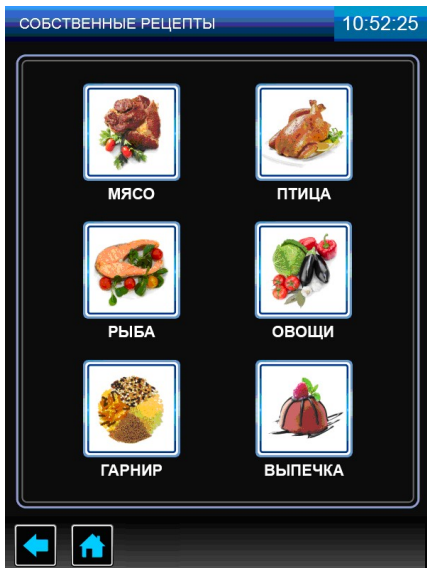 СОБСТВЕННЫЕ РЕЦЕПТЫ 10:52:25
МЯСО ПТИЦА
РЫБА ОВОЩИ
ГАРНИР ВЫПЕЧКА